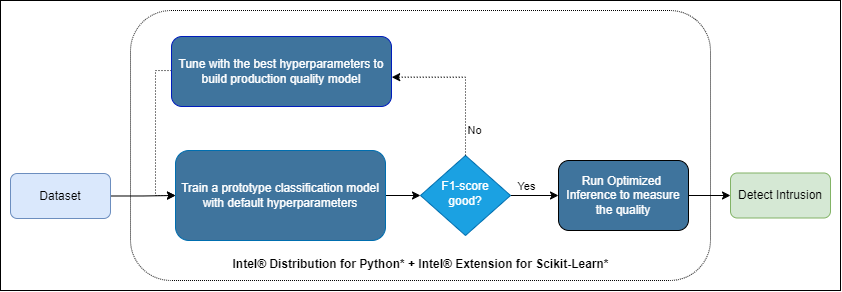 Tune with the best hyperparameters to
build production quality model
No
Dataset
Train a prototype classification model
with default hyperparameters
F1-score
good?
Yes
Run Optimized
Inference to measure
the quality
Detect Intrusion
Intel® Distribution for Python* + Intel® Extension for Scikit-Learn*